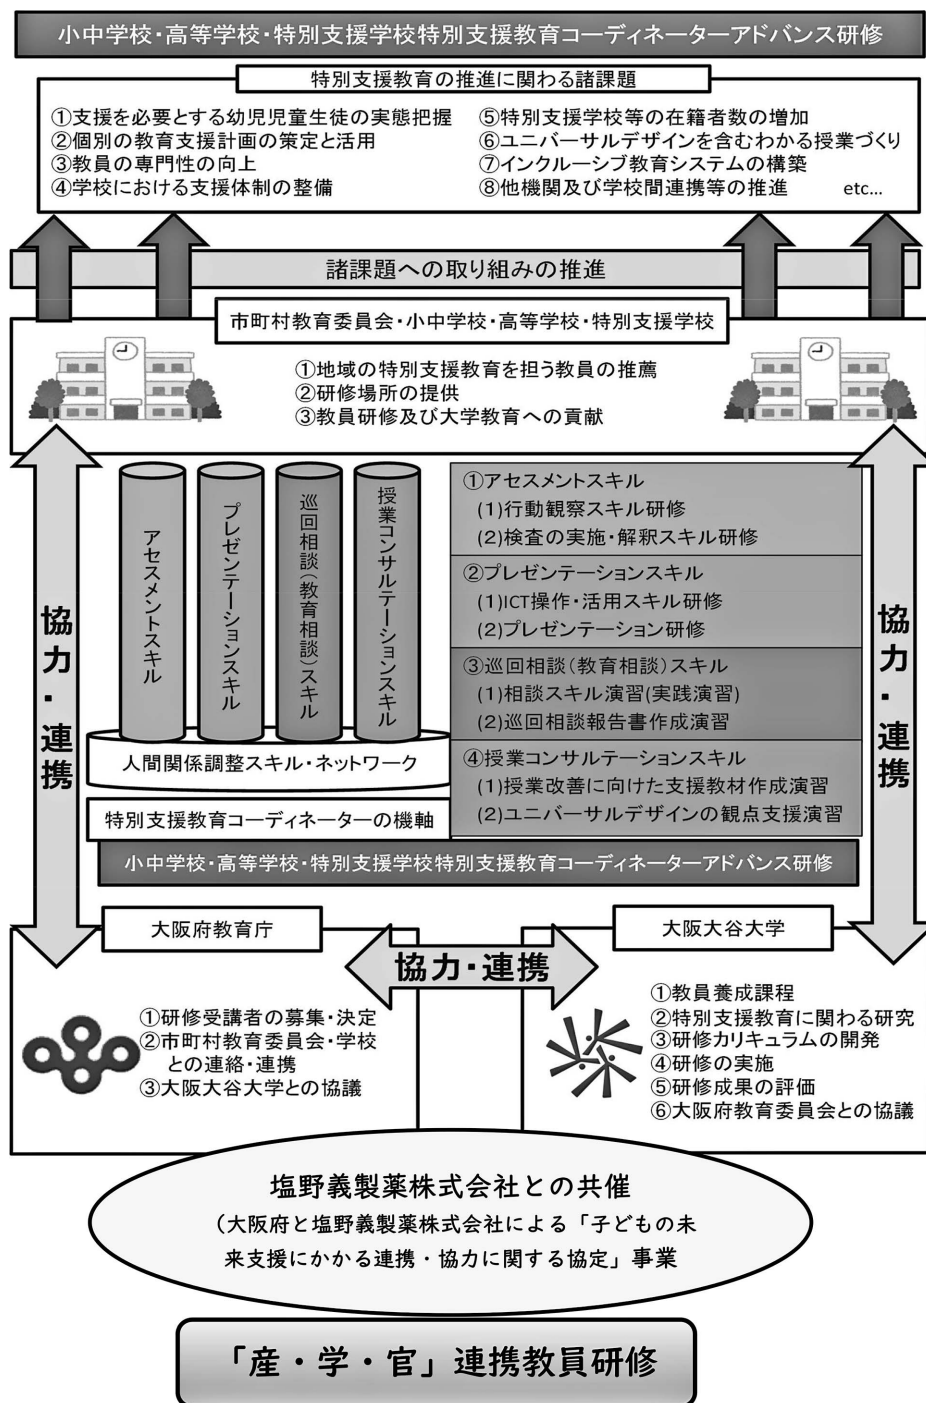 小中学校・高等学校・特別支援学校特別支援教育コーディネーターアドバンス研修
特別支援教育の推進に関わる諸課題
①支援を必要とする幼児児童生徒の実態把握
②個別の教育支援計画の策定と活用
③教員の専門性の向上
④学校における支援体制の整備
⑤特別支援学校等の在籍者数の増加
⑥ユニバーサルデザインを含むわかる授業づくり
⑦インクルーシブ教育システムの構築
⑧他機関及び学校間連携等の推進 etc…
諸課題への取り組みの推進
市町村教育委員会・小中学校・高等学校・特別支援学校
①地域の特別支援教育を担う教員の推薦
②研修場所の提供
③教員研修及び大学教育への貢献
協力・連携
アセスメントスキル
プレゼンテーションスキル
巡回相談(教育相談)スキル
授業コンサルテーションスキル
人間関係調整スキル・ネットワーク
特別支援教育コーディネーターの機軸
①アセスメントスキル
(1)行動観察スキル研修
(2)検査の実施・解釈スキル研修
②プレゼンテーションスキル
(1)ICT操作・活用スキル研修
(2)プレゼンテーション研修
③巡回相談(教育相談)スキル
(1)相談スキル演習(実践演習)
(2)巡回相談報告書作成演習
④授業コンサルテーションスキル
(1)授業改善に向けた支援教材作成演習
(2)ユニバーサルデザインの観点支援演習
協力・連携
小中学校・高等学校・特別支援学校特別支援教育コーディネーターアドバンス研修
大阪府教育庁
①研修受講者の募集・決定
②市町村教育委員会・学校
との連絡・連携
③大阪大谷大学との協議
協力・連携
大阪大谷大学
①教員養成課程
②特別支援教育に関わる研究
③研修カリキュラムの開発
④研修の実施
⑤研修成果の評価
⑥大阪府教育委員会との協議
塩野義製薬株式会社との共催
(大阪府と塩野義製薬株式会社による「子どもの未
来支援にかかる連携・協力に関する協定」事業
「産・学・官」連携教員研修